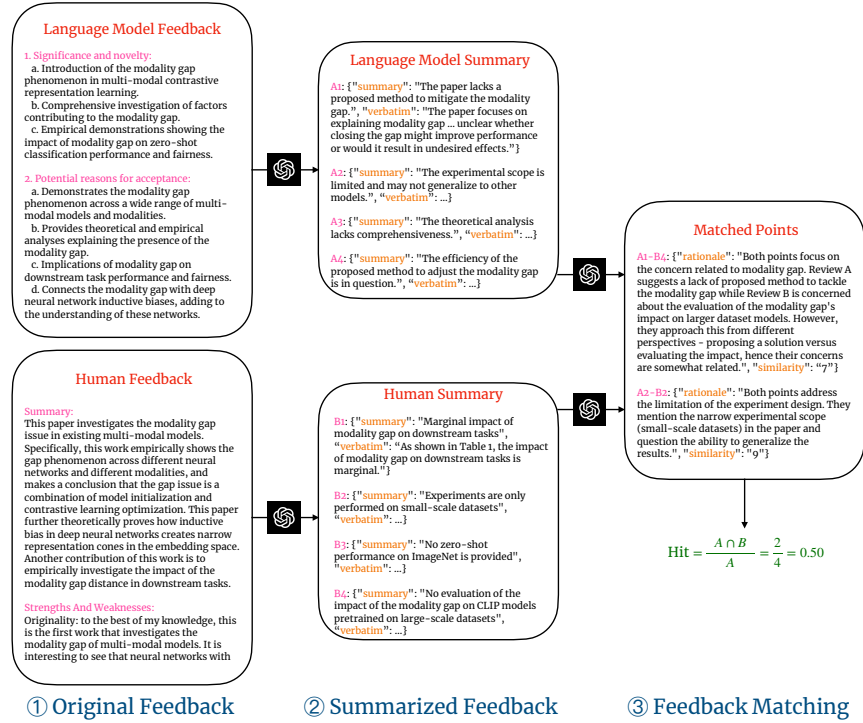 Language Model Feedback
1. Significance and novelty:
a. Introduction of the modality gap
phenomenon in multi-modal contrastive
representation learning.
b. Comprehensive investigation of factors
contributing to the modality gap.
c. Empirical demonstrations showing the
impact of modality gap on zero-shot
classification performance and fairness.
2. Potential reasons for acceptance:
a. Demonstrates the modality gap
phenomenon across a wide range of multi-
modal models and modalities.
b. Provides theoretical and empirical
analyses explaining the presence of the
modality gap.
c. Implications of modality gap on
downstream task performance and fairness.
d. Connects the modality gap with deep
neural network inductive biases, adding to
the understanding of these networks.
Human Feedback
Summary:
This paper investigates the modality gap
issue in existing multi-modal models.
Specifically, this work empirically shows the
gap phenomenon across different neural
networks and different modalities, and
makes a conclusion that the gap issue is a
combination of model initialization and
contrastive learning optimization. This paper
further theoretically proves how inductive
bias in deep neural networks creates narrow
representation cones in the embedding space.
Another contribution of this work is to
empirically investigate the impact of the
modality gap distance in downstream tasks.
Strengths And Weaknesses:
Originality: to the best of my knowledge, this
is the first work that investigates the
modality gap of multi-modal models. It is
interesting to see that neural networks with
① Original Feedback
Language Model Summary
A1: {"summary": "The paper lacks a
proposed method to mitigate the modality
gap.”, "verbatim": "The paper focuses on
explaining modality gap ... unclear whether
closing the gap might improve performance
or would it result in undesired effects.”}
A2: {"summary": "The experimental scope is
limited and may not generalize to other
models.”, “verbatim”: ...}
A3: {"summary": "The theoretical analysis
lacks comprehensiveness.”, “verbatim”: ...}
A4: {"summary": "The efficiency of the
proposed method to adjust the modality gap
is in question.”, “verbatim”: ...}
Human Summary
B1: {"summary": "Marginal impact of
modality gap on downstream tasks",
"verbatim": “As shown in Table 1, the impact
of modality gap on downstream tasks is
marginal."}
B2: {"summary": "Experiments are only
performed on small-scale datasets",
“verbatim”: ...}
B3: {"summary": "No zero-shot
performance on ImageNet is provided",
"verbatim": ...}
B4: {"summary": "No evaluation of the
impact of the modality gap on CLIP models
pretrained on large-scale datasets",
“verbatim”: ...}
② Summarized Feedback
Matched Points
A1-B4: {"rationale": "Both points focus on
the concern related to modality gap. Review A
suggests a lack of proposed method to tackle
the modality gap while Review B is concerned
about the evaluation of the modality gap's
impact on larger dataset models. However,
they approach this from different
perspectives - proposing a solution versus
evaluating the impact, hence their concerns
are somewhat related.", "similarity": “7”}
A2-B2: {"rationale": "Both points address
the limitation of the experiment design. They
mention the narrow experimental scope
(small-scale datasets) in the paper and
question the ability to generalize the
results.", "similarity": "9"}
Hit = A ∩ B / A = 2 / 4 = 0.50
③ Feedback Matching